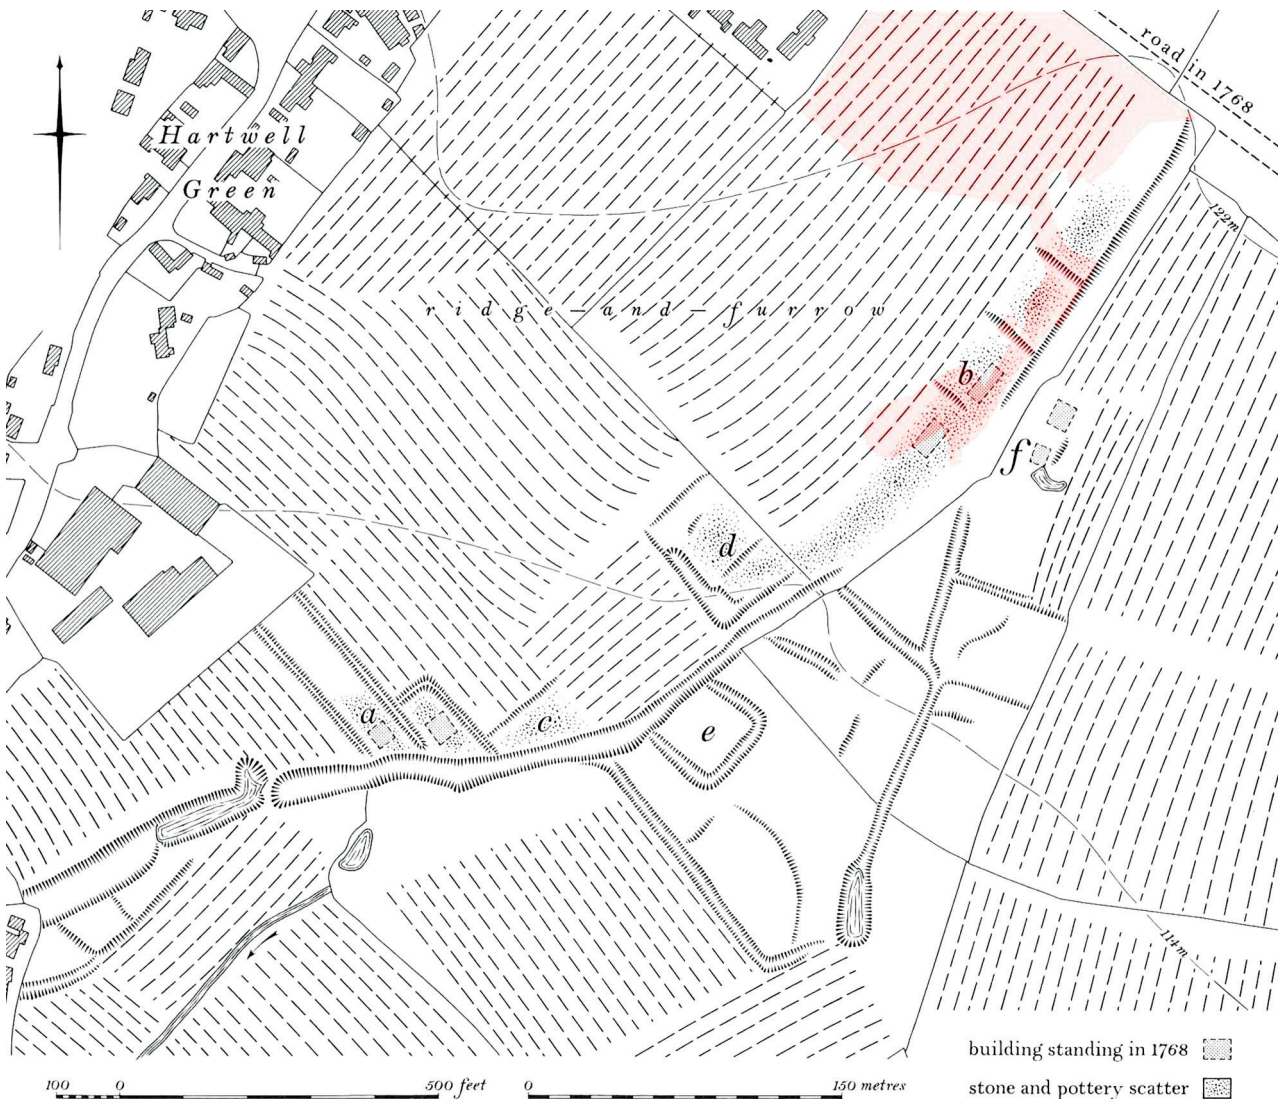 road in 1768
Hartwell
Green
122m
ridge-and-furrow
b
f
d
a
c
e
114m
building standing in 1768
stone and pottery scatter
100 0 500 feet 0 150 metres